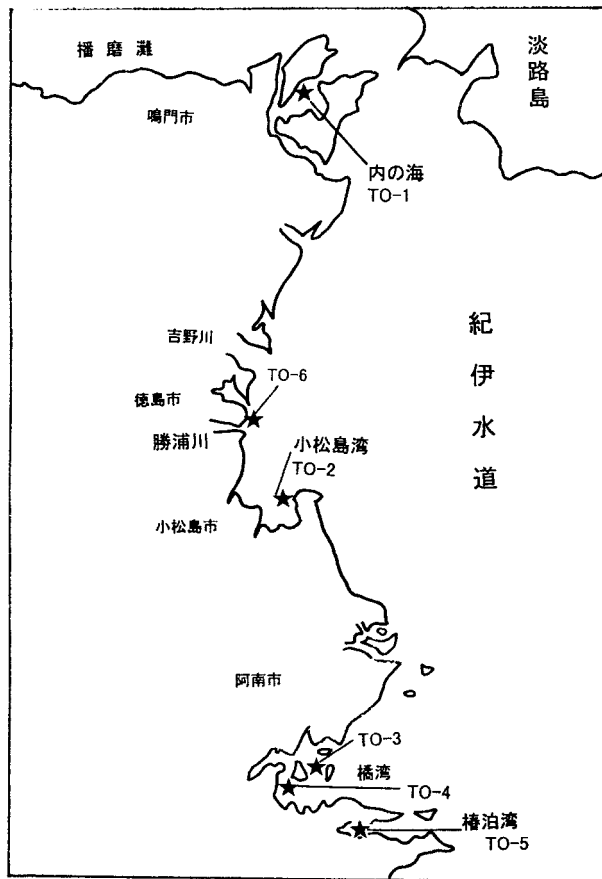 播磨灘
淡路島
鳴門市
内の海
TO-1
紀伊水道
吉野川
TO-6
徳島市
勝浦川
小松島湾
TO-2
小松島市
阿南市
TO-3
橘湾
TO-4
椿泊湾
TO-5